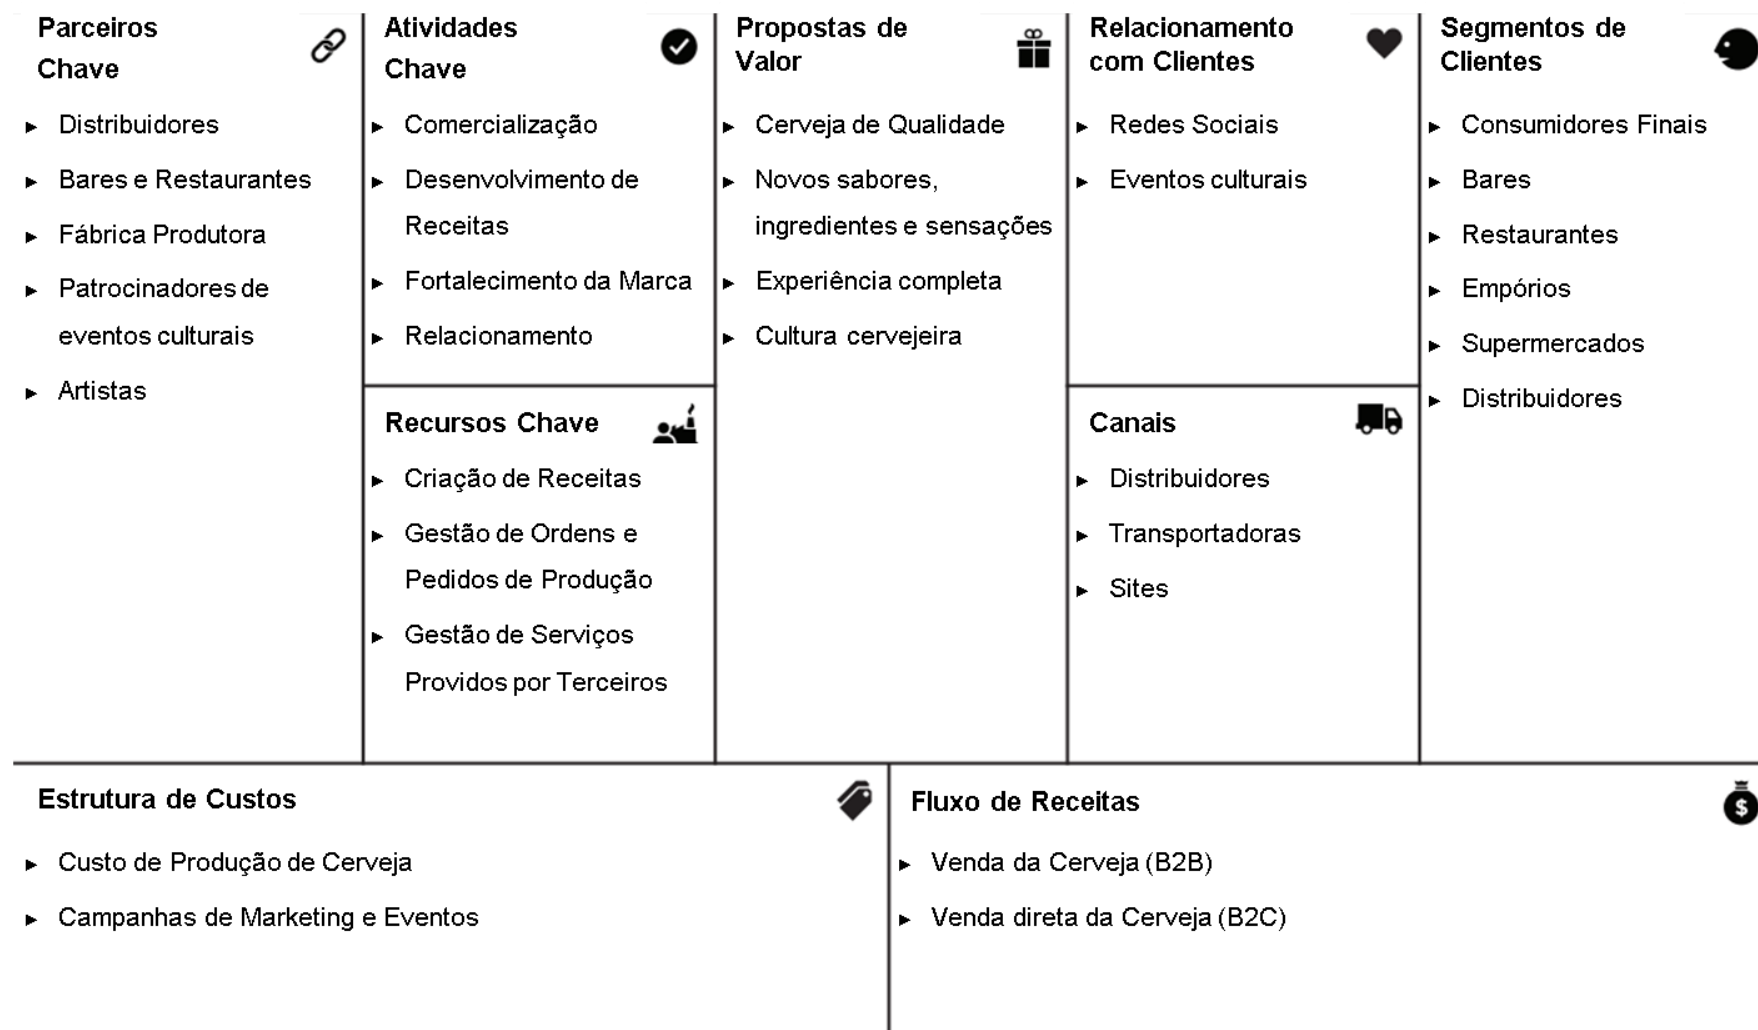 Parceiros
Chave
► Distribuidores
► Bares e Restaurantes
► Fábrica Produtora
► Patrocinadores de
eventos culturais
► Artistas
Atividades
Chave
► Comercialização
► Desenvolvimento de
Receitas
► Fortalecimento da Marca
► Relacionamento
Recursos Chave
► Criação de Receitas
► Gestão de Ordens e
Pedidos de Produção
► Gestão de Serviços
Providos por Terceiros
Propostas de
Valor
► Cerveja de Qualidade
► Novos sabores,
ingredientes e sensações
► Experiência completa
► Cultura cervejeira
Relacionamento
com Clientes
► Redes Sociais
► Eventos culturais
Canais
► Distribuidores
► Transportadoras
► Sites
Segmentos de
Clientes
► Consumidores Finais
► Bares
► Restaurantes
► Empórios
► Supermercados
► Distribuidores
Estrutura de Custos
► Custo de Produção de Cerveja
► Campanhas de Marketing e Eventos
Fluxo de Receitas
$
► Venda da Cerveja (B2B)
► Venda direta da Cerveja (B2C)